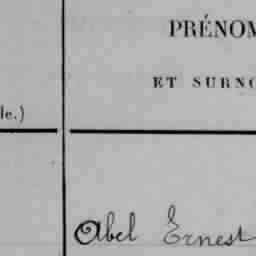 PRÉNOM
ET SURNO
le.)
Abel Ernest